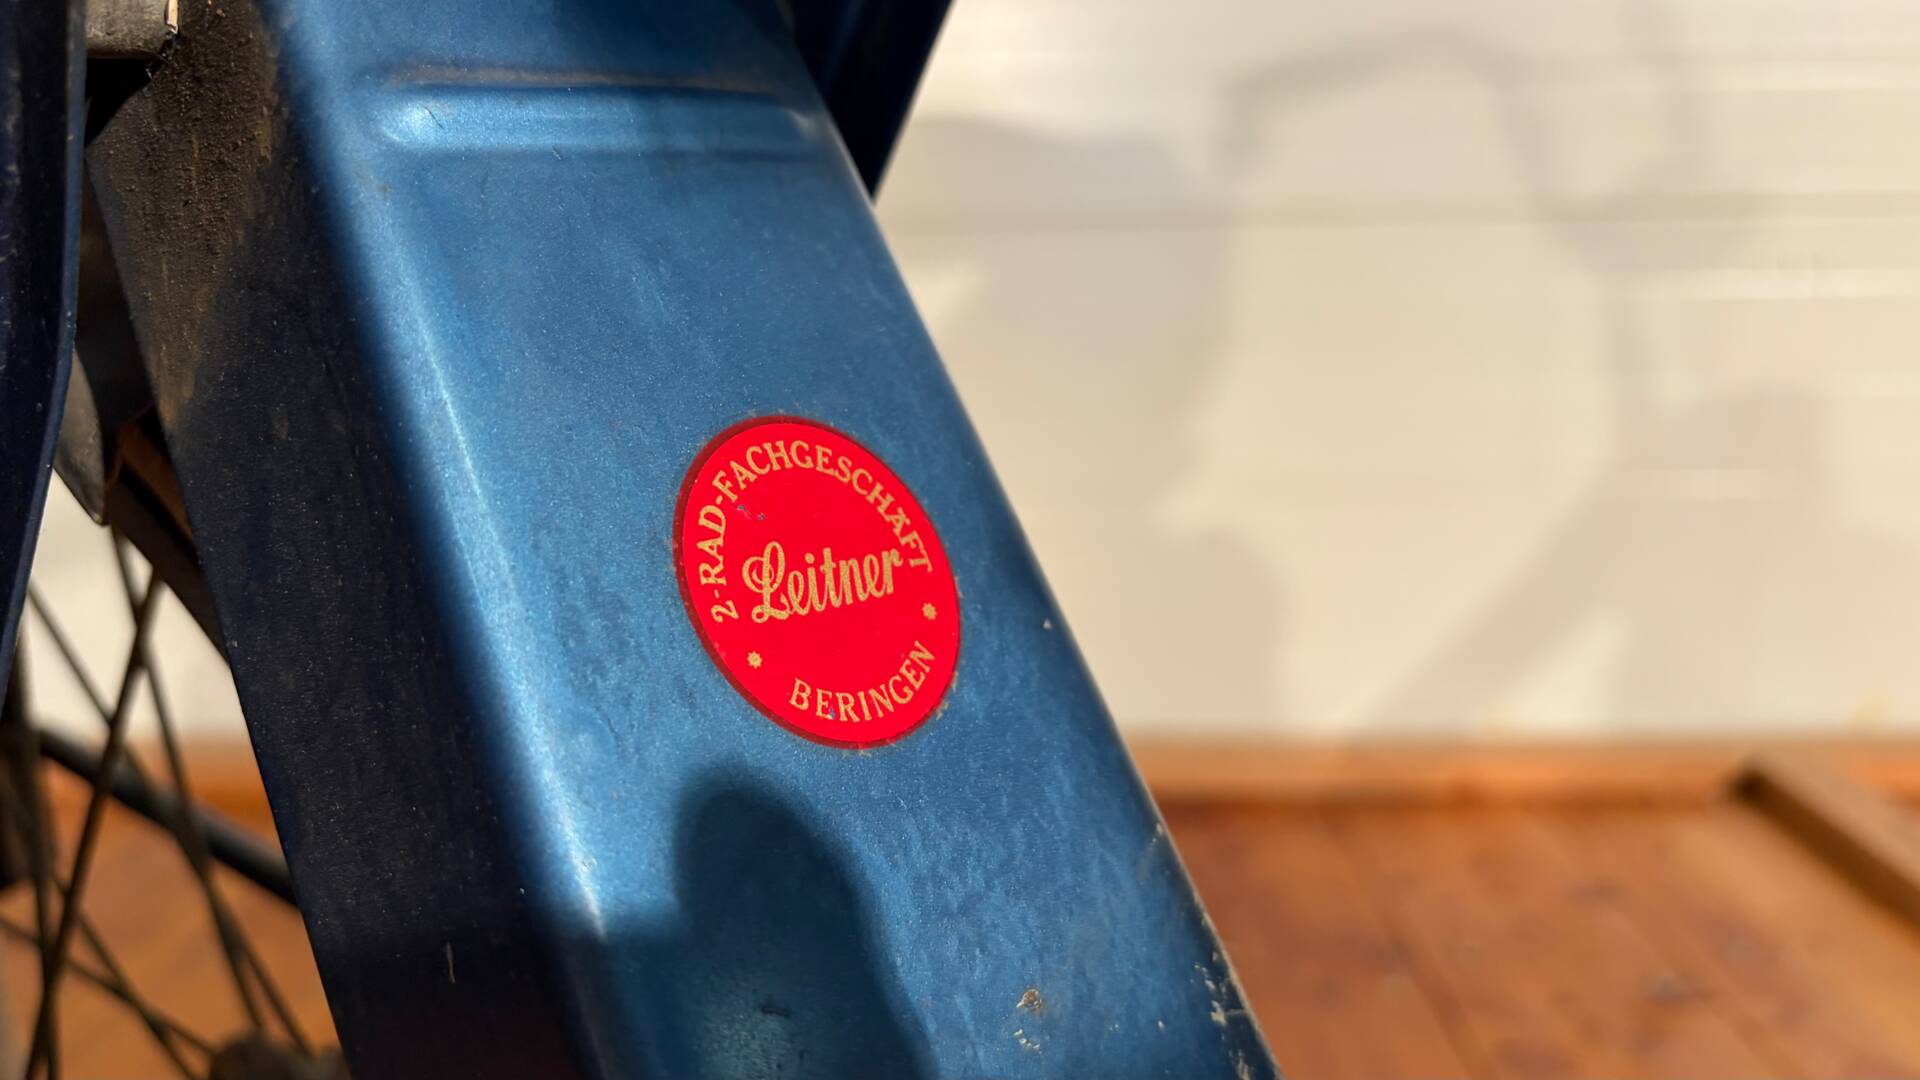 2-RAD-FACHGESCHÄFT
Leitner
BERINGEN